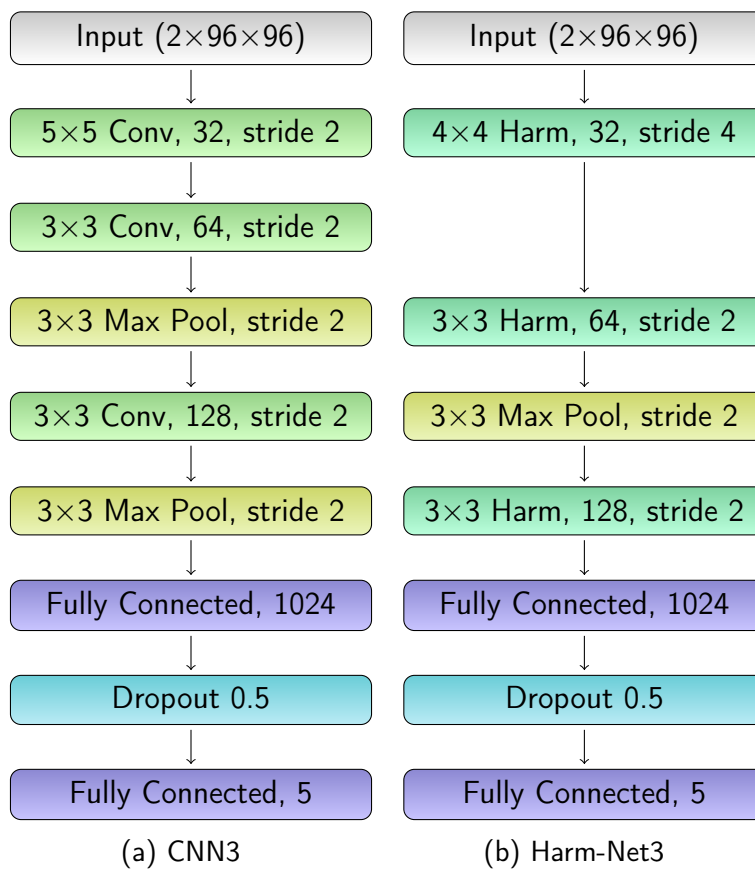 Input (2×96×96)
5×5 Conv, 32, stride 2
3×3 Conv, 64, stride 2
3×3 Max Pool, stride 2
3×3 Conv, 128, stride 2
3×3 Max Pool, stride 2
Fully Connected, 1024
Dropout 0.5
Fully Connected, 5
(a) CNN3
Input (2×96×96)
4×4 Harm, 32, stride 4
3×3 Harm, 64, stride 2
3×3 Max Pool, stride 2
3×3 Harm, 128, stride 2
Fully Connected, 1024
Dropout 0.5
Fully Connected, 5
(b) Harm-Net3